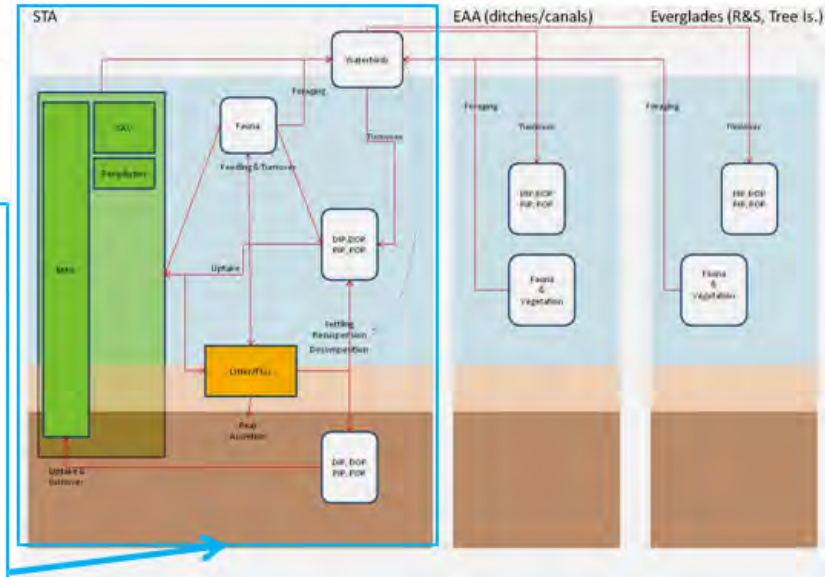 STA
EAA (ditches/canals)
Everglades (R&S, Tree Is.)
Waterbirds
Foraging
Foraging
Foraging
SAV
Fauna
Turnover
Turnover
Turnover
Periphyton
Feeding & Turnover
DIP, DOP
PIP, POP
DIP, DOP
PIP, POP
DIP, DOP
PIP, POP
Uptake
Fauna
&
Vegetation
Fauna
&
Vegetation
Settling
Resuspension
Decomposition
Litter/Floc
Peat
Accretion
DIP, DOP
PIP, POP
Uptake &
turnover